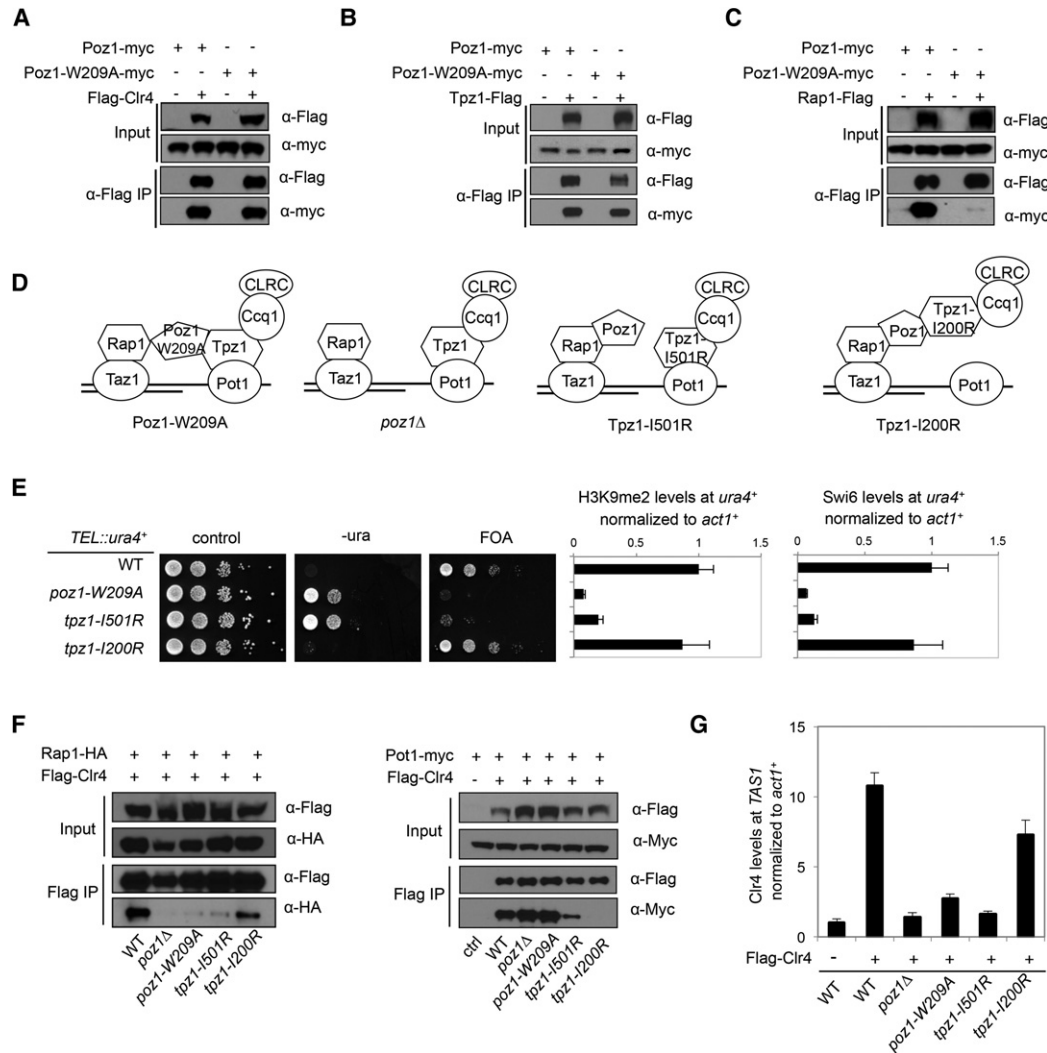 A
Poz1-myc + + - -
Poz1-W209A-myc - - + +
Flag-Clr4 - + - +
Input
α-Flag
α-myc
α-Flag IP
α-Flag
α-myc
B
Poz1-myc + + - -
Poz1-W209A-myc - - + +
Tpz1-Flag - + - +
Input
α-Flag
α-myc
α-Flag IP
α-Flag
α-myc
C
Poz1-myc + + - -
Poz1-W209A-myc - - + +
Rap1-Flag - + - +
Input
α-Flag
α-myc
α-Flag IP
α-Flag
α-myc
D
CLRC
Ccq1
Poz1
W209A
Rap1
Tpz1
Taz1
Pot1
Poz1-W209A
CLRC
Ccq1
Rap1
Tpz1
Taz1
Pot1
poz1Δ
CLRC
Ccq1
Poz1
Rap1
Tpz1-
I501R
Taz1
Pot1
Tpz1-I501R
CLRC
Ccq1
Tpz1-
I200R
Poz1
Rap1
Taz1
Pot1
Tpz1-I200R
E
TEL::ura4+
control
-ura
FOA
WT
poz1-W209A
tpz1-I501R
tpz1-I200R
H3K9me2 levels at ura4+
normalized to act1+
0 0.5 1 1.5
Swi6 levels at ura4+
normalized to act1+
0 0.5 1 1.5
F
Rap1-HA + + + + +
Flag-Clr4 + + + + +
Input
α-Flag
α-HA
Flag IP
α-Flag
α-HA
WT
poz1Δ
poz1-W209A
tpz1-I501R
tpz1-I200R
Pot1-myc + + + + + +
Flag-Clr4 - + + + + +
Input
α-Flag
α-Myc
Flag IP
α-Flag
α-Myc
ctrl
WT
poz1Δ
poz1-W209A
tpz1-I501R
tpz1-I200R
G
Clr4 levels at TAS1
normalized to act1+
15
10
5
0
Flag-Clr4 - + + + + +
WT
WT
poz1Δ
poz1-W209A
tpz1-I501R
tpz1-I200R